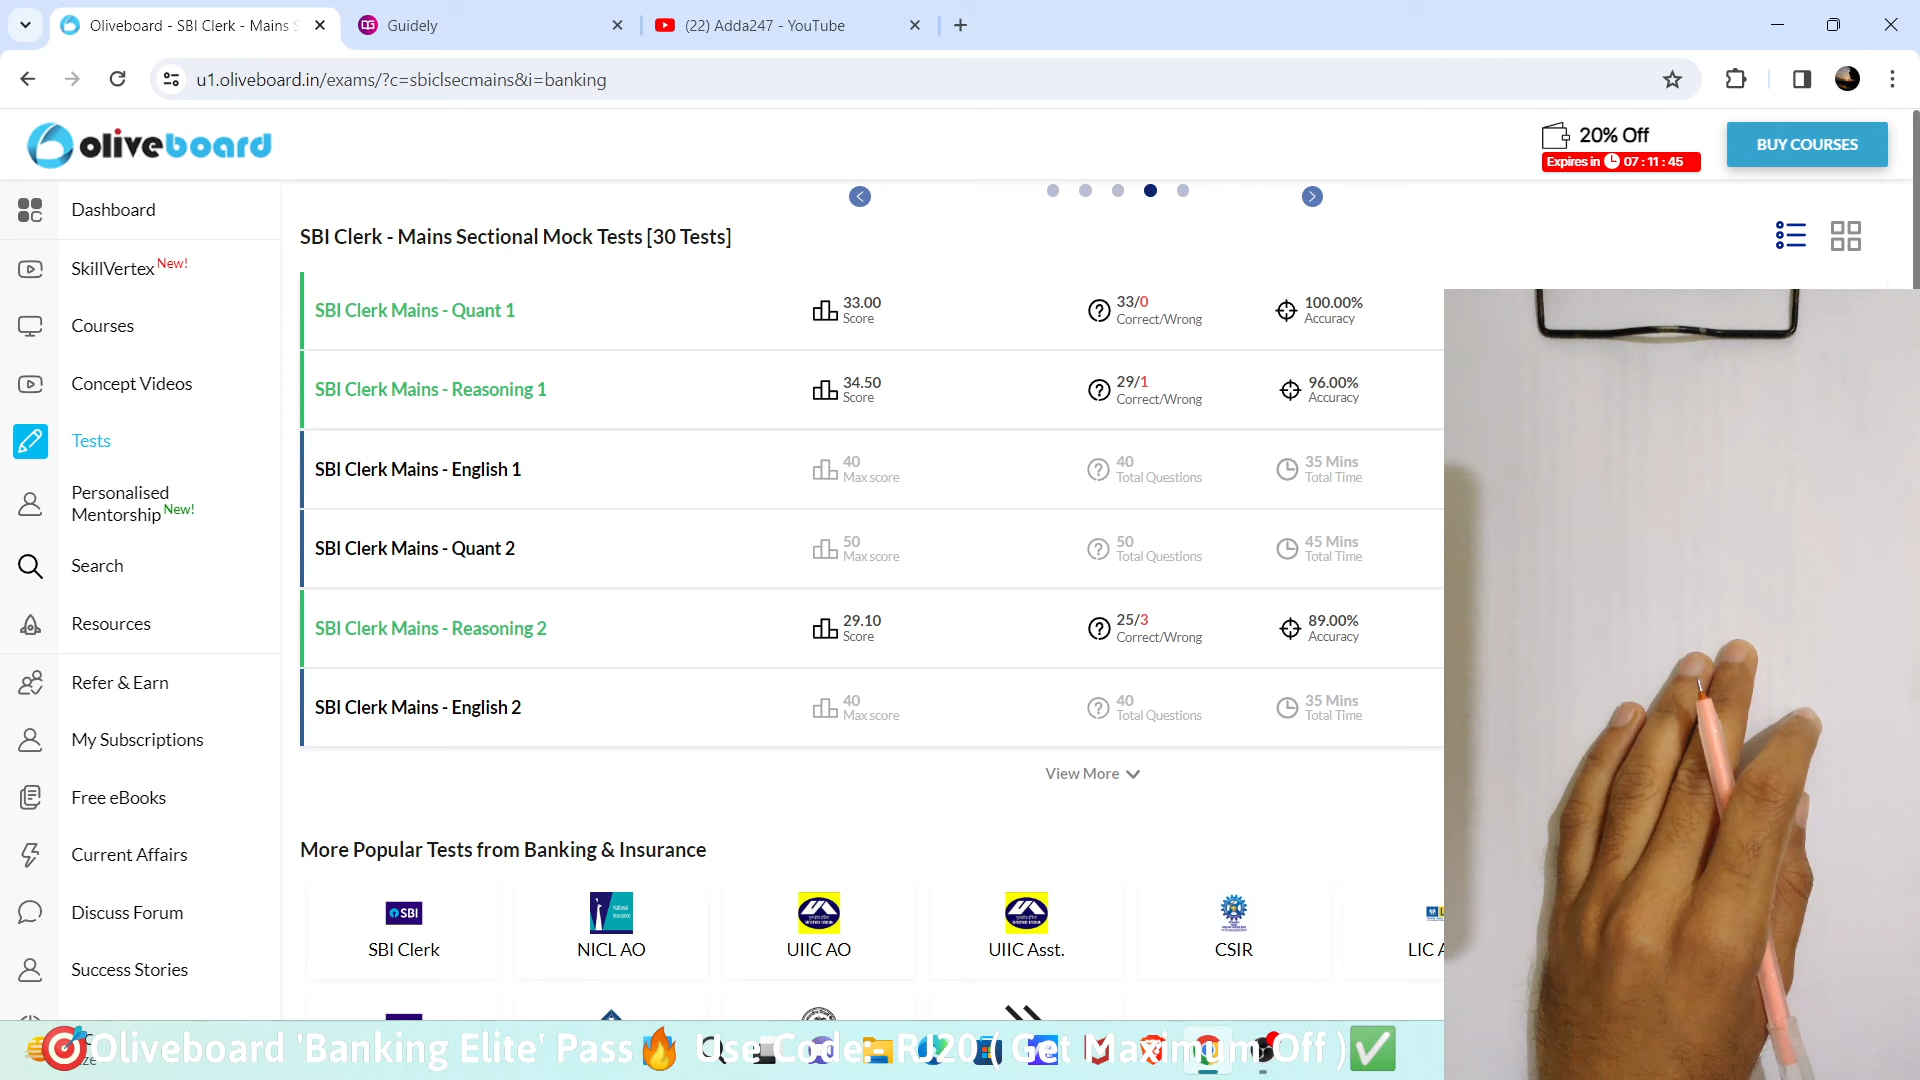 Oliveboard - SBI Clerk - Mains S
Guidely
(22) Adda247 - YouTube
u1.oliveboard.in/exams/?c=sbiclsecmains&i=banking
oliveboard
20% Off
Expires in 07 : 11 : 45
BUY COURSES
Dashboard
SkillVertex New!
Courses
Concept Videos
Tests
Personalised
Mentorship New!
Search
Resources
Refer & Earn
My Subscriptions
Free eBooks
Current Affairs
Discuss Forum
Success Stories
SBI Clerk - Mains Sectional Mock Tests [30 Tests]
SBI Clerk Mains - Quant 1
33.00
Score
33/0
Correct/Wrong
100.00%
Accuracy
SBI Clerk Mains - Reasoning 1
34.50
Score
29/1
Correct/Wrong
96.00%
Accuracy
SBI Clerk Mains - English 1
40
Max score
40
Total Questions
35 Mins
Total Time
SBI Clerk Mains - Quant 2
50
Max score
50
Total Questions
45 Mins
Total Time
SBI Clerk Mains - Reasoning 2
29.10
Score
25/3
Correct/Wrong
89.00%
Accuracy
SBI Clerk Mains - English 2
40
Max score
40
Total Questions
35 Mins
Total Time
View More
More Popular Tests from Banking & Insurance
SBI
SBI Clerk
NICL AO
UIIC AO
UIIC Asst.
CSIR
LIC A
Oliveboard 'Banking Elite' Pass Use Code:- RJ20 ( Get Maximum Off )